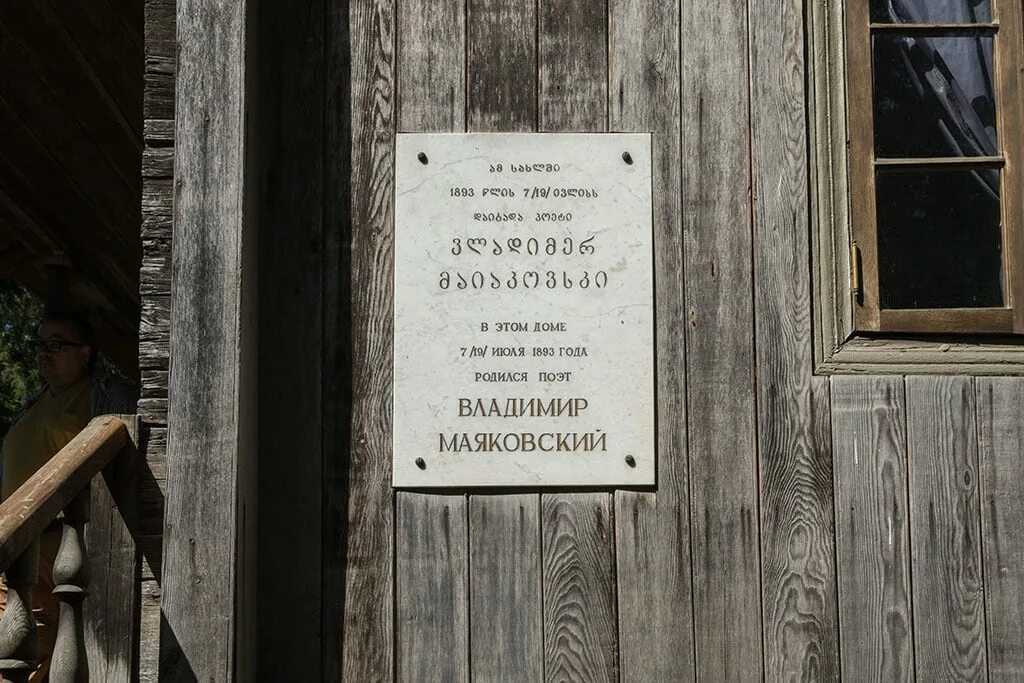 ამ სახლში
1893 წლის 7/19/ ივლისს
დაიბადა პოეტი
ვლადიმერ
მაიაკოვსკი
В ЭТОМ ДОМЕ
7/19/ ИЮЛЯ 1893 ГОДА
РОДИЛСЯ ПОЭТ
ВЛАДИМИР
МАЯКОВСКИЙ